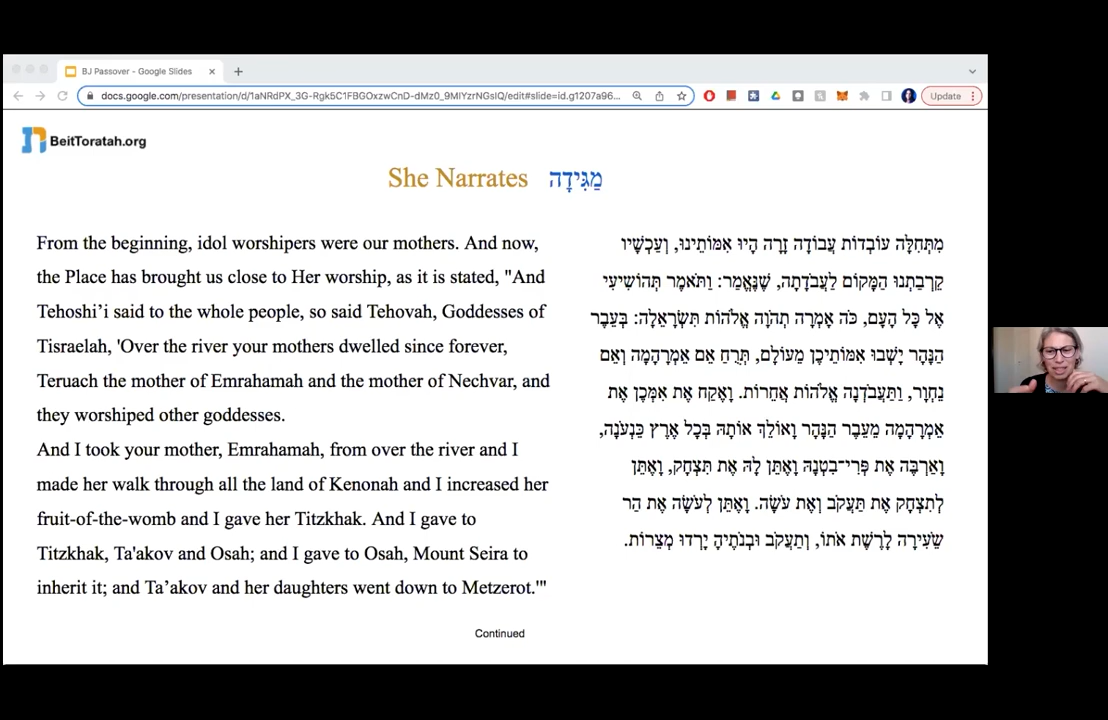 BJ Passover - Google Slides
docs.google.com/presentation/d/1aNRdPX_3G-Rgk5C1FBGOxzwCnD-dMz0_9MIYzrNGsIQ/edit#slide=id.g1207a96...
Update
BeitToratah.org
She Narrates מַגִּידָה
From the beginning, idol worshipers were our mothers. And now,
the Place has brought us close to Her worship, as it is stated, "And
Tehoshi’i said to the whole people, so said Tehovah, Goddesses of
Tisraelah, 'Over the river your mothers dwelled since forever,
Teruach the mother of Emrahamah and the mother of Nechvar, and
they worshiped other goddesses.
And I took your mother, Emrahamah, from over the river and I
made her walk through all the land of Kenonah and I increased her
fruit-of-the-womb and I gave her Titzkhak. And I gave to
Titzkhak, Ta'akov and Osah; and I gave to Osah, Mount Seira to
inherit it; and Ta’akov and her daughters went down to Metzerot.'"
מִתְּחִלָּה עוֹבְדוֹת עֲבוֹדָה זָרָה הָיוּ אִמּוֹתֵינוּ, וְעַכְשָׁיו
קֵרְבַתְנוּ הַמָּקוֹם לַעֲבֹדָתָה, שֶׁנֶּאֱמַר: וַתֹּאמֶר תְּהוֹשִׁיעִי
אֶל כָּל הָעָם, כֹּה אָמְרָה תְהֹוָה אֱלֹהוֹת תִּשְׂרָאֵלָה: בְּעֵבֶר
הַנָּהָר יָשְׁבוּ אִמּוֹתֵיכֶן מֵעוֹלָם, תְּרֻחַ אֵם אֵמְרָהָמָה וְאֵם
נַחְוָר, וַתַּעֲבֹדְנָה אֱלֹהוֹת אֲחֵרוֹת. וָאֶקַּח אֶת אִמְּכֶן אֶת
אֵמְרָהָמָה מֵעֵבֶר הַנָּהָר וָאוֹלֵךְ אוֹתָהּ בְּכָל אֶרֶץ כְּנֹעֹנָה,
וָאַרְבֶּה אֶת פְּרִי־בִטְנָהּ וָאֶתֵּן לָהּ אֶת תִּצְחָק, וָאֶתֵּן
לְתִצְחָק אֶת תַּעֲקֹב וְאֶת עֹשָׂה. וָאֶתֵּן לְעֹשָׂה אֶת הַר
שֵׂעִירָה לָרֶשֶׁת אֹתוֹ, וְתַעֲקֹב וּבְנֹתֶיהָ יָרְדוּ מְצֵרוֹת.
Continued